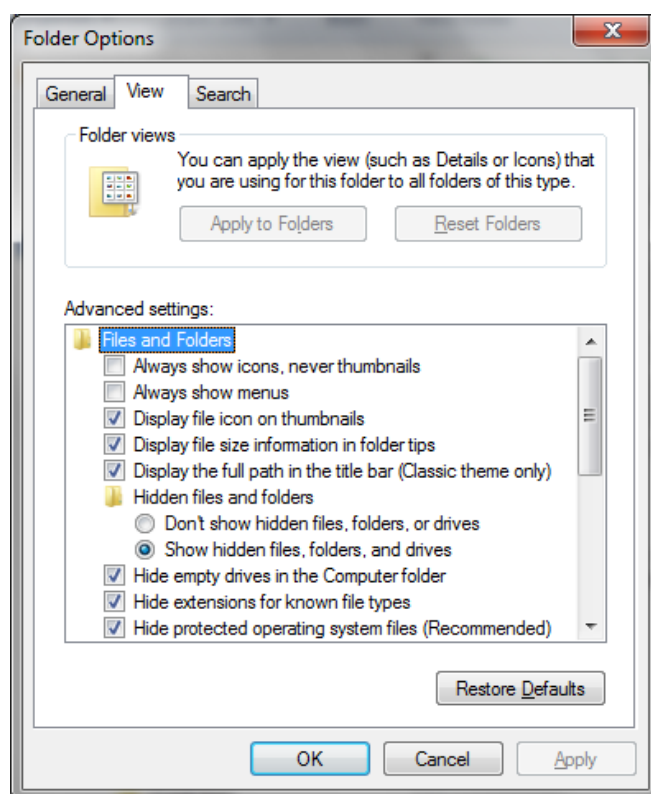 Folder Options
General View Search
Folder views
You can apply the view (such as Details or Icons) that
you are using for this folder to all folders of this type.
Apply to Folders Reset Folders
Advanced settings:
Files and Folders
Always show icons, never thumbnails
Always show menus
Display file icon on thumbnails
Display file size information in folder tips
Display the full path in the title bar (Classic theme only)
Hidden files and folders
Don't show hidden files, folders, or drives
Show hidden files, folders, and drives
Hide empty drives in the Computer folder
Hide extensions for known file types
Hide protected operating system files (Recommended)
Restore Defaults
OK Cancel Apply